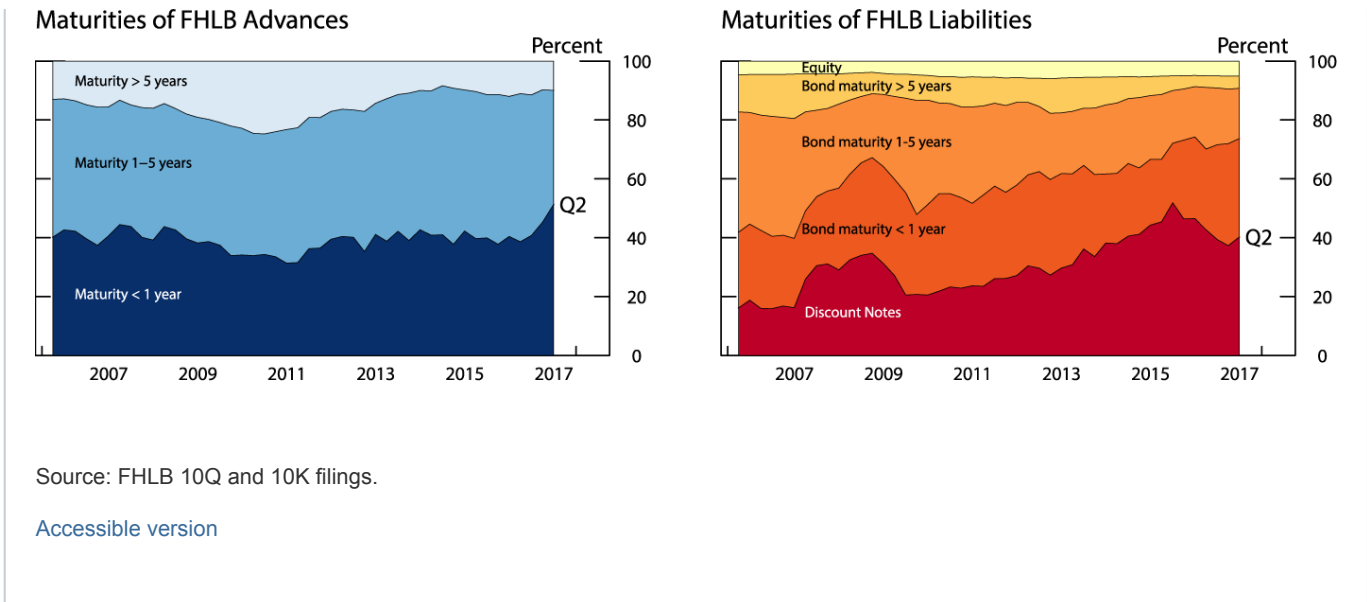 Maturities of FHLB Advances
Percent
100
80
60
40
20
0
Maturity > 5 years
Maturity 1–5 years
Maturity < 1 year
Q2
2007 2009 2011 2013 2015 2017
Maturities of FHLB Liabilities
Percent
100
80
60
40
20
0
Equity
Bond maturity > 5 years
Bond maturity 1-5 years
Bond maturity < 1 year
Discount Notes
Q2
2007 2009 2011 2013 2015 2017
Source: FHLB 10Q and 10K filings.
Accessible version